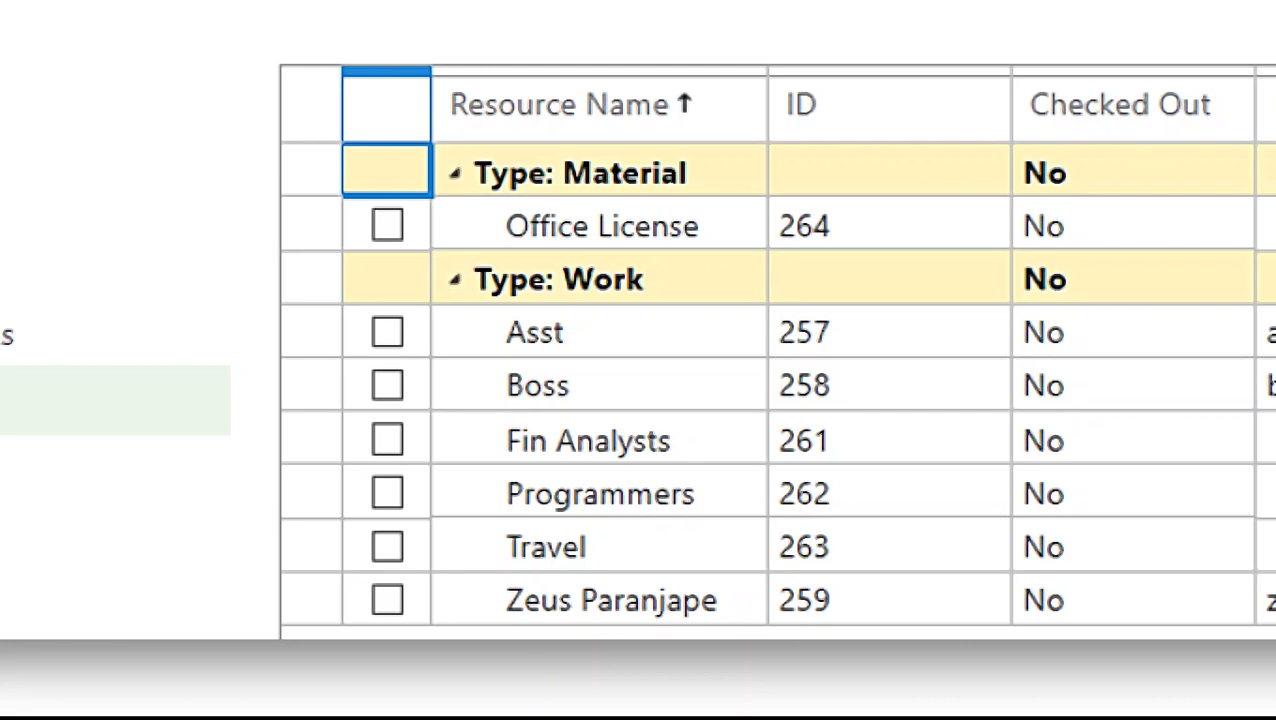 Resource Name ↑ ID Checked Out
Type: Material No
Office License 264 No
Type: Work No
s
Asst 257 No
Boss 258 No
Fin Analysts 261 No
Programmers 262 No
Travel 263 No
Zeus Paranjape 259 No